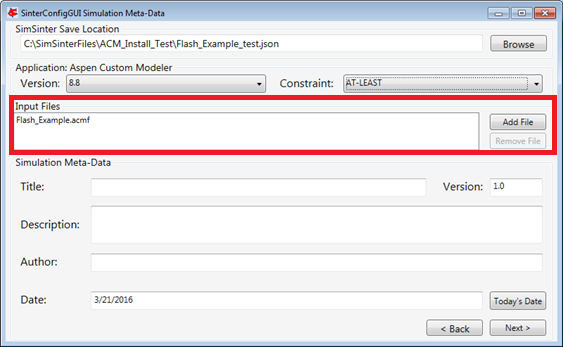 SinterConfigGUI Simulation Meta-Data
SimSinter Save Location
C:\SimSinterFiles\ACM_Install_Test\Flash_Example_test.json
Browse
Application: Aspen Custom Modeler
Version: 8.8 Constraint: AT-LEAST
Input Files
Flash_Example.acmf
Add File
Remove File
Simulation Meta-Data
Title: Version: 1.0
Description:
Author:
Date: 3/21/2016 Today's Date
< Back Next >